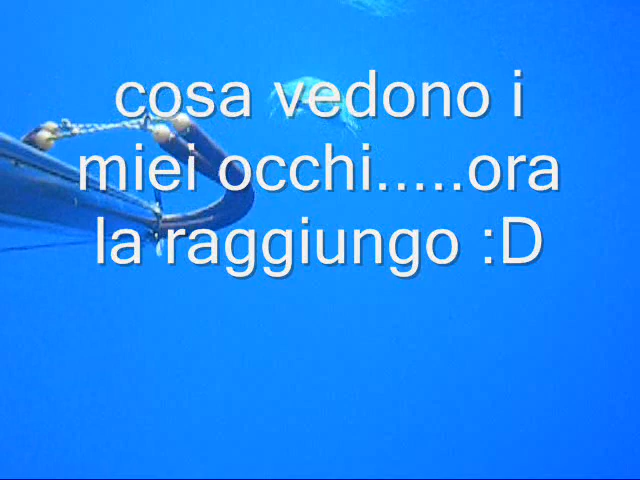 cosa vedono i
miei occhi.....ora
la raggiungo :D